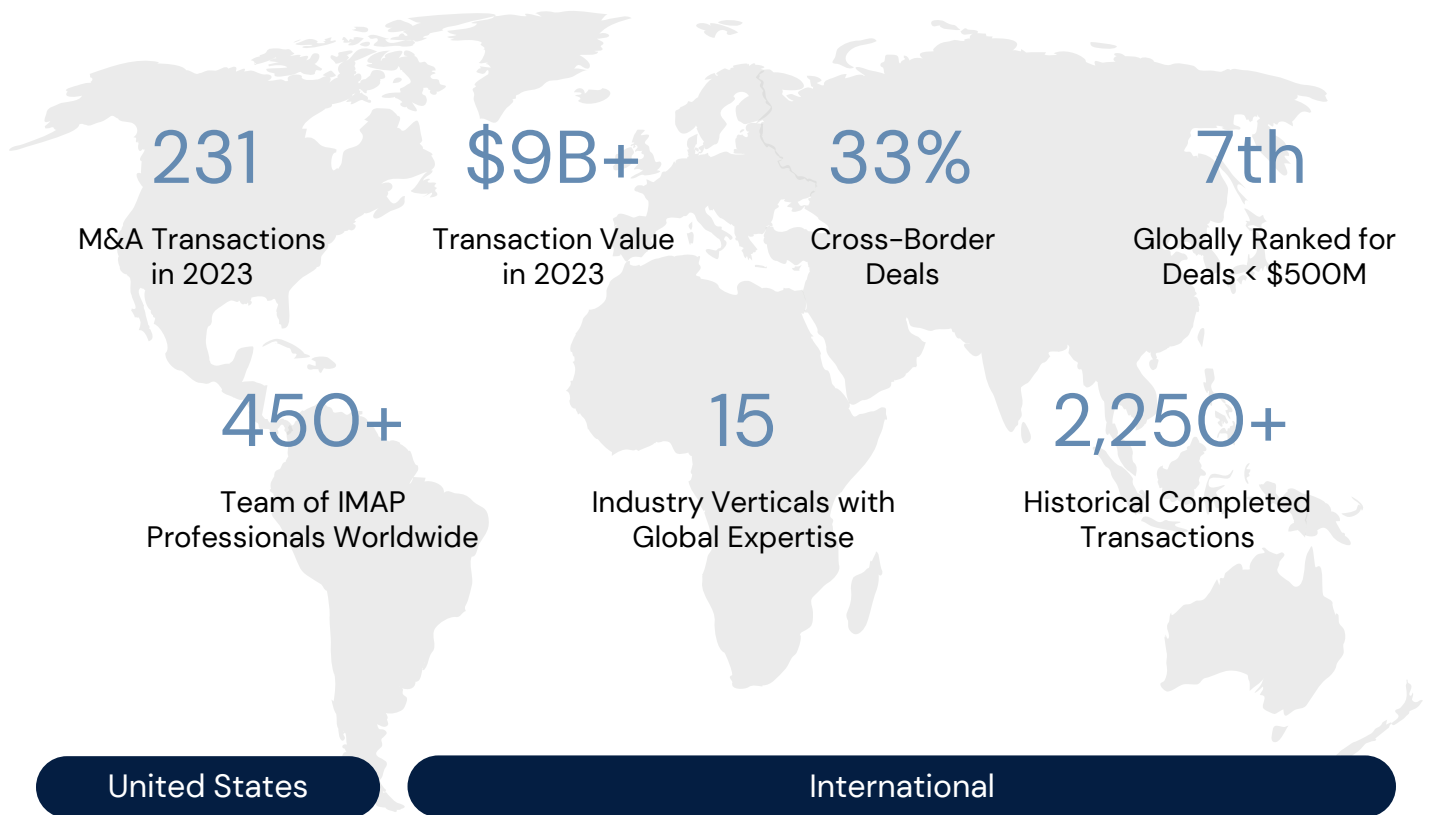 231
M&A Transactions
in 2023
$9B+
Transaction Value
in 2023
33%
Cross-Border
Deals
7th
Globally Ranked for
Deals < $500M
450+
Team of IMAP
Professionals Worldwide
15
Industry Verticals with
Global Expertise
2,250+
Historical Completed
Transactions
United States
International